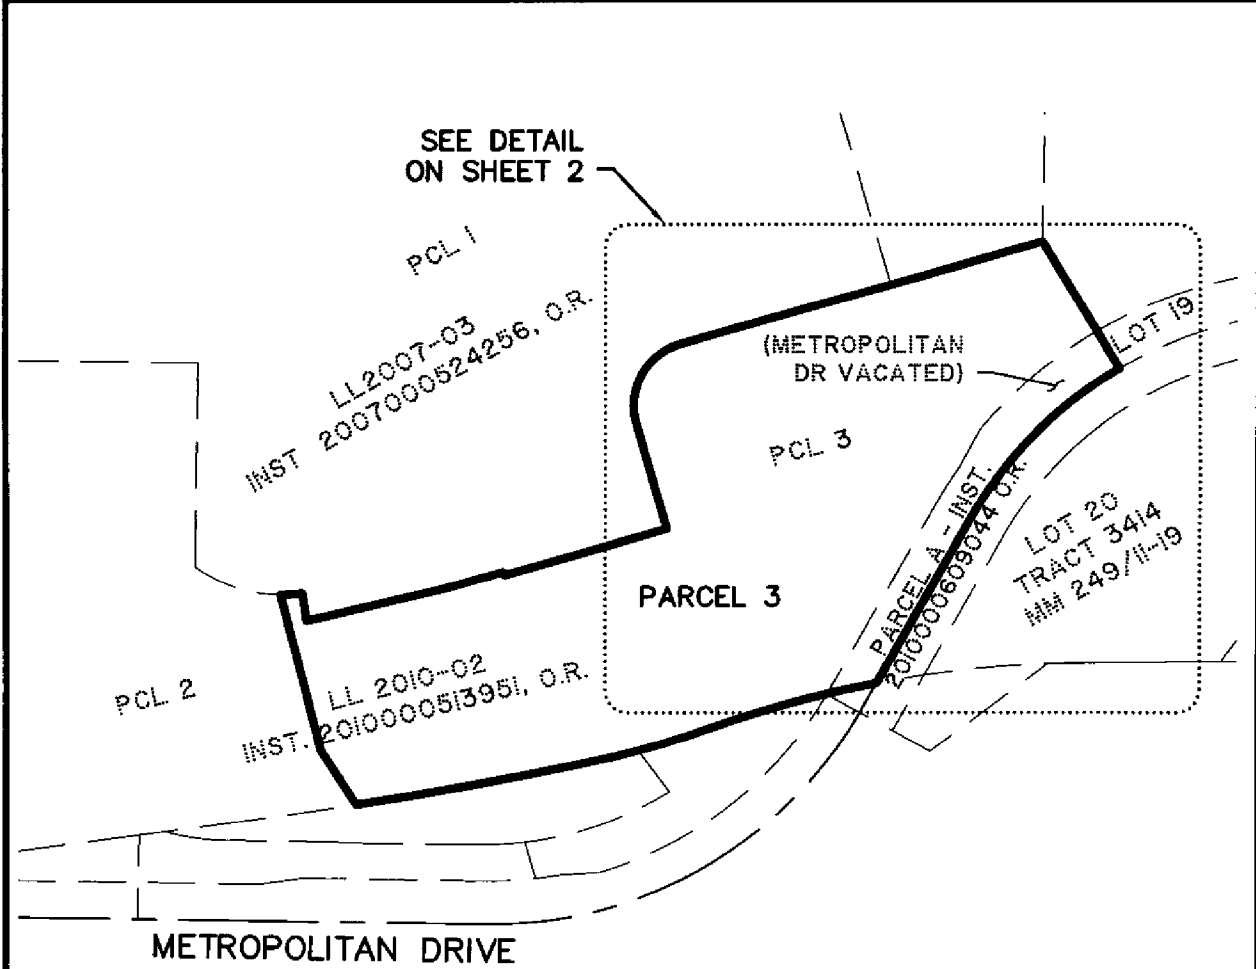 SEE DETAIL
ON SHEET 2
PCL 1
LL2007-03
INST 2007000524256, O.R.
(METROPOLITAN
DR VACATED)
LOT 19
PCL 3
PARCEL A - INST.
2010000609044 O.R.
LOT 20
TRACT 3414
MM 249/11-19
PARCEL 3
PCL 2
LL 2010-02
INST. 2010000513951, O.R.
METROPOLITAN DRIVE